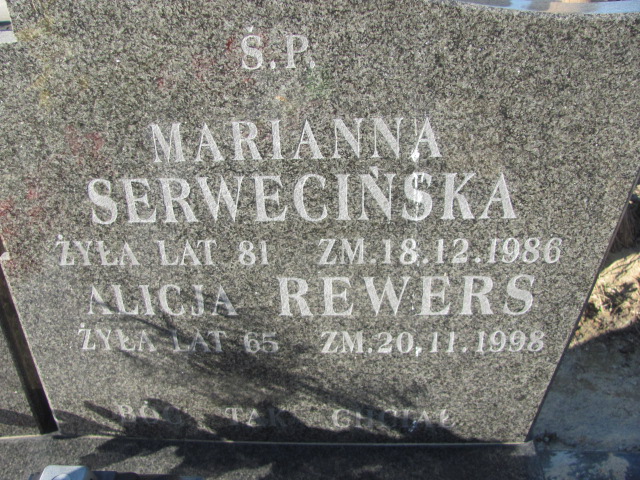 Ś.P.
MARIANNA
SERWECIŃSKA
ŻYŁA LAT 81 ZM.18.12.1986
ALICJA REWERS
ŻYŁA LAT 65 ZM.20,11.1998
BÓG TAK CHCIAŁ